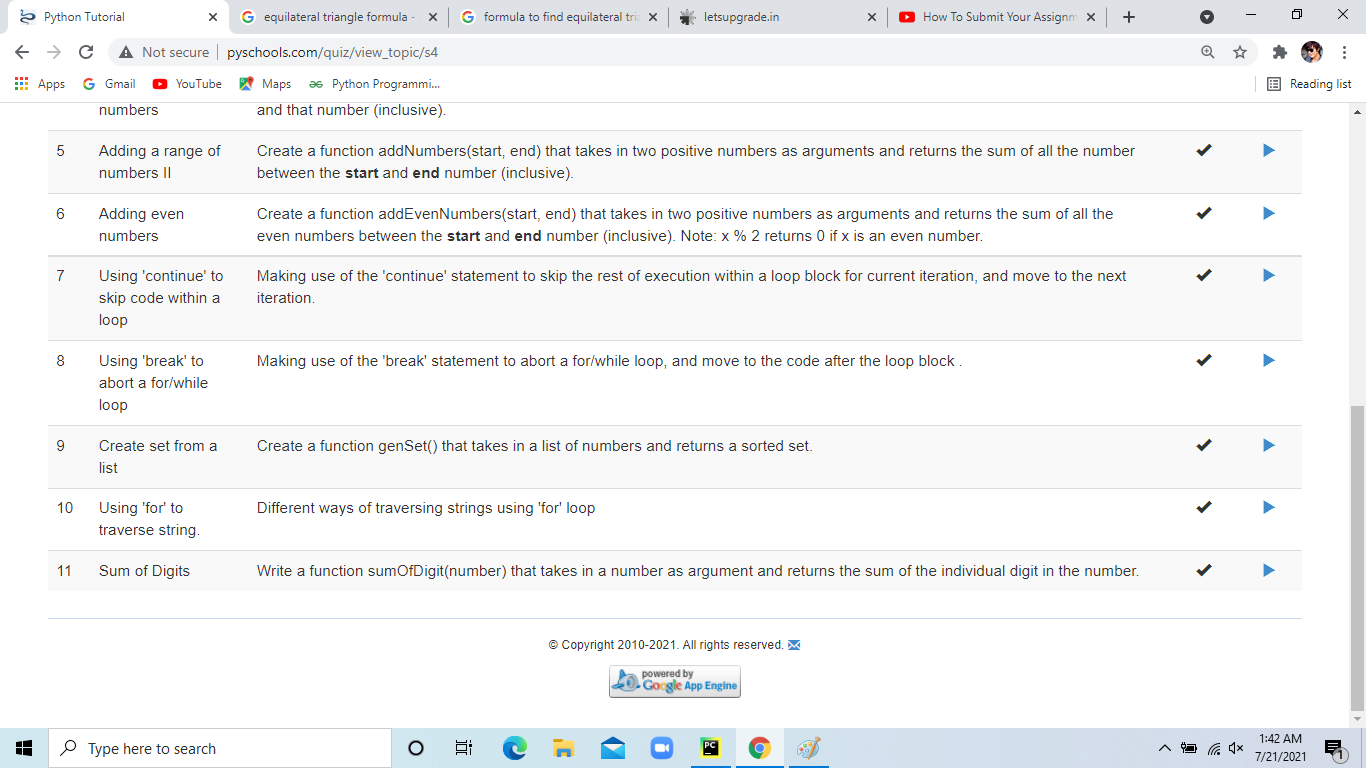 Python Tutorial
equilateral triangle formula -
formula to find equilateral tria
letsupgrade.in
How To Submit Your Assignm
Not secure
pyschools.com/quiz/view_topic/s4
Apps
Gmail
YouTube
Maps
Python Programmi...
Reading list
numbers
and that number (inclusive).
5
Adding a range of
numbers II
Create a function addNumbers(start, end) that takes in two positive numbers as arguments and returns the sum of all the number
between the start and end number (inclusive).
6
Adding even
numbers
Create a function addEvenNumbers(start, end) that takes in two positive numbers as arguments and returns the sum of all the
even numbers between the start and end number (inclusive). Note: x % 2 returns 0 if x is an even number.
7
Using 'continue' to
skip code within a
loop
Making use of the 'continue' statement to skip the rest of execution within a loop block for current iteration, and move to the next
iteration.
8
Using 'break' to
abort a for/while
loop
Making use of the 'break' statement to abort a for/while loop, and move to the code after the loop block .
9
Create set from a
list
Create a function genSet() that takes in a list of numbers and returns a sorted set.
10
Using 'for' to
traverse string.
Different ways of traversing strings using 'for' loop
11
Sum of Digits
Write a function sumOfDigit(number) that takes in a number as argument and returns the sum of the individual digit in the number.
© Copyright 2010-2021. All rights reserved.
powered by
Google App Engine
Type here to search
PC
1:42 AM
7/21/2021
1